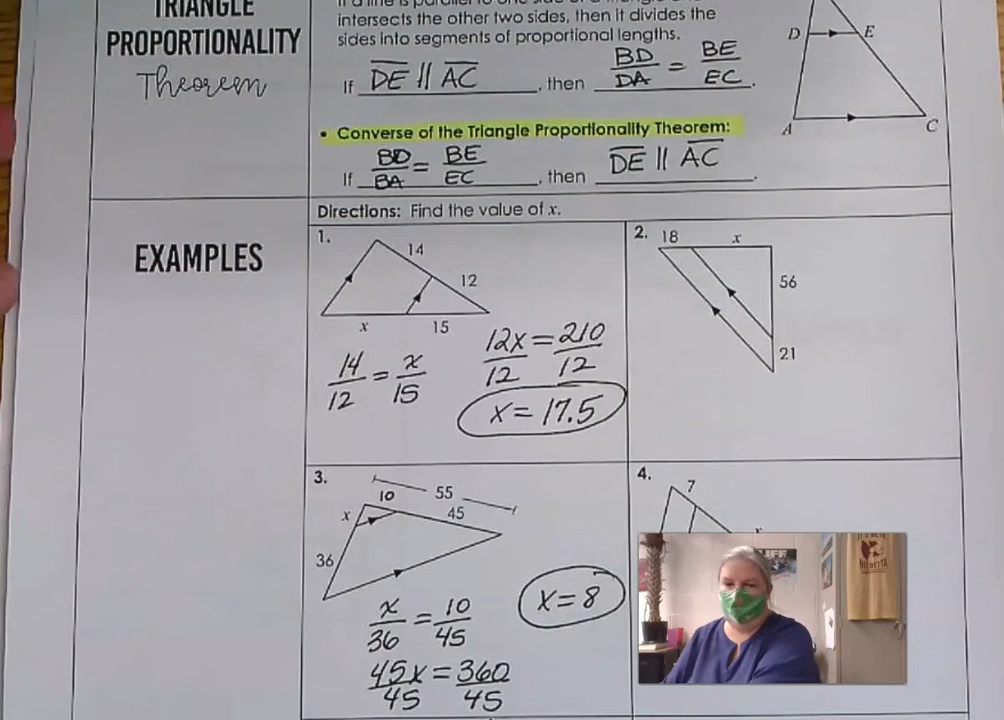 TRIANGLE
PROPORTIONALITY
Theorem
intersects the other two sides, then it divides the
sides into segments of proportional lengths.
If DE || AC, then BD/DA = BE/EC.
• Converse of the Triangle Proportionality Theorem:
If BD/BA = BE/EC, then DE || AC.
D E
A C
Directions: Find the value of x.
EXAMPLES
1.
14
12
x 15
14/12 = x/15
12x/12 = 210/12
x = 17.5
2. 18 x
56
21
3.
10 55
x 45
36
x/36 = 10/45
45x/45 = 360/45
x = 8
4.
7